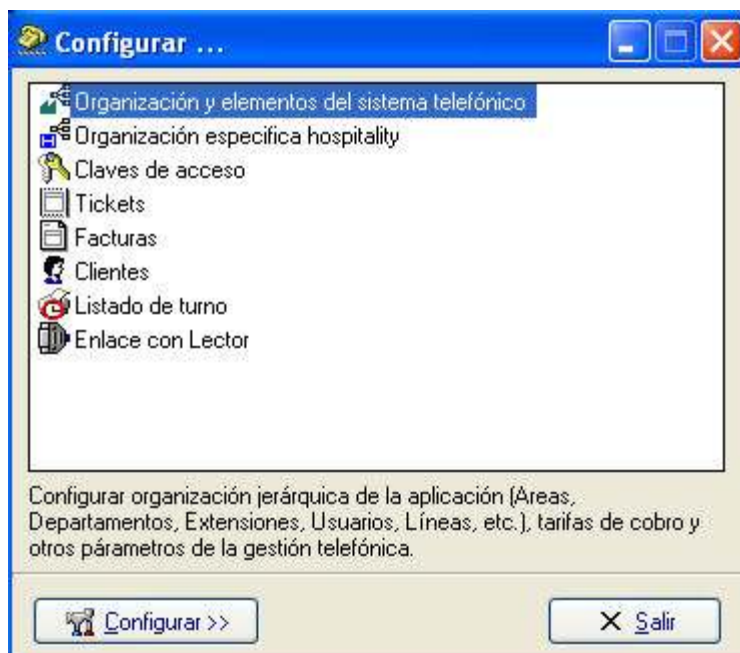 Configurar ...
Organización y elementos del sistema telefónico
Organización especifica hospitality
Claves de acceso
Tickets
Facturas
Clientes
Listado de turno
Enlace con Lector
Configurar organización jerárquica de la aplicación (Areas,
Departamentos, Extensiones, Usuarios, Líneas, etc.), tarifas de cobro y
otros párametros de la gestión telefónica.
Configurar >>
Salir